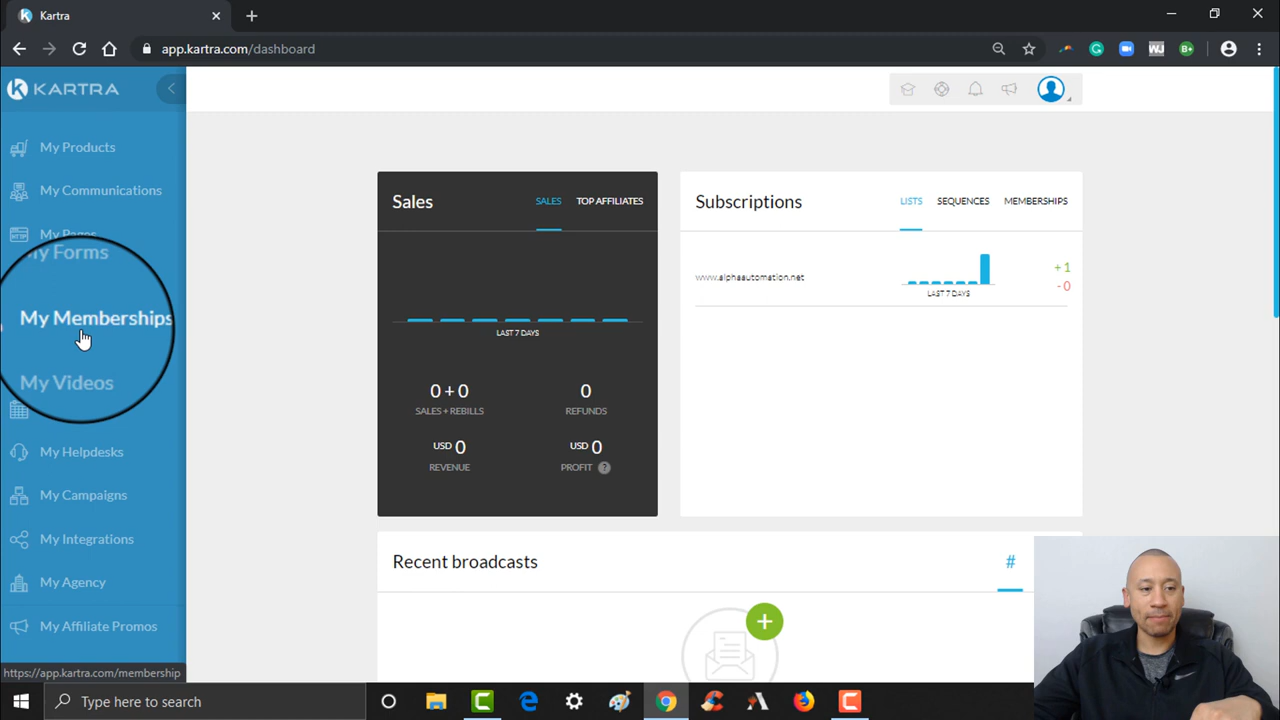 Kartra
app.kartra.com/dashboard
KARTRA
My Products
My Communications
My Pages
My Forms
My Memberships
My Videos
My Helpdesks
My Campaigns
My Integrations
My Agency
My Affiliate Promos
https://app.kartra.com/membership
Sales
SALES
TOP AFFILIATES
LAST 7 DAYS
0 + 0
SALES + REBILLS
0
REFUNDS
USD 0
REVENUE
USD 0
PROFIT ?
Subscriptions
LISTS
SEQUENCES
MEMBERSHIPS
www.alphaautomation.net
LAST 7 DAYS
+ 1
- 0
Recent broadcasts
#
Type here to search